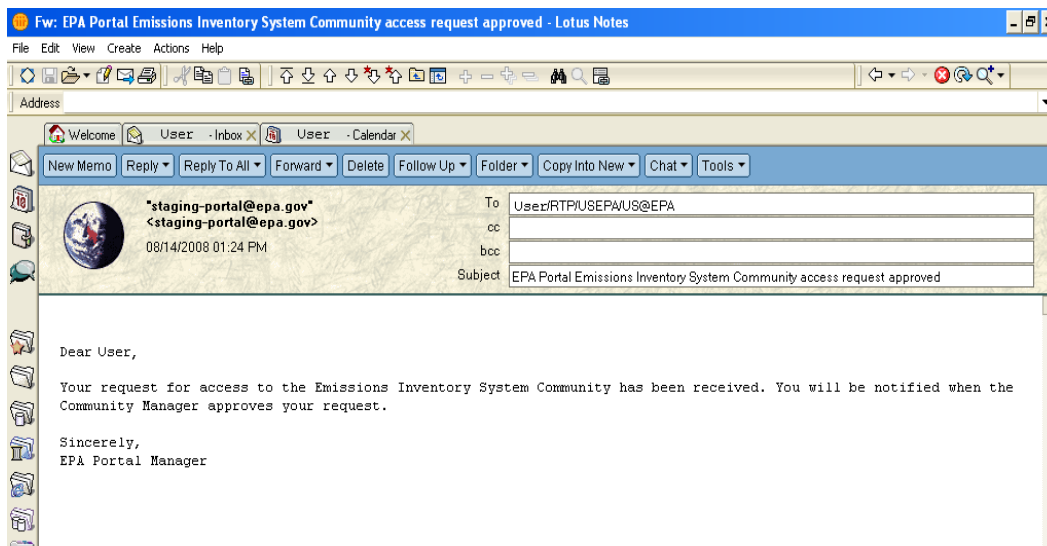 Fw: EPA Portal Emissions Inventory System Community access request approved - Lotus Notes
File Edit View Create Actions Help
Address
Welcome User - Inbox User - Calendar
New Memo Reply Reply To All Forward Delete Follow Up Folder Copy Into New Chat Tools
"staging-portal@epa.gov"
<staging-portal@epa.gov>
08/14/2008 01:24 PM
To User/RTP/USEPA/US@EPA
cc
bcc
Subject EPA Portal Emissions Inventory System Community access request approved
Dear User,
Your request for access to the Emissions Inventory System Community has been received. You will be notified when the
Community Manager approves your request.
Sincerely,
EPA Portal Manager